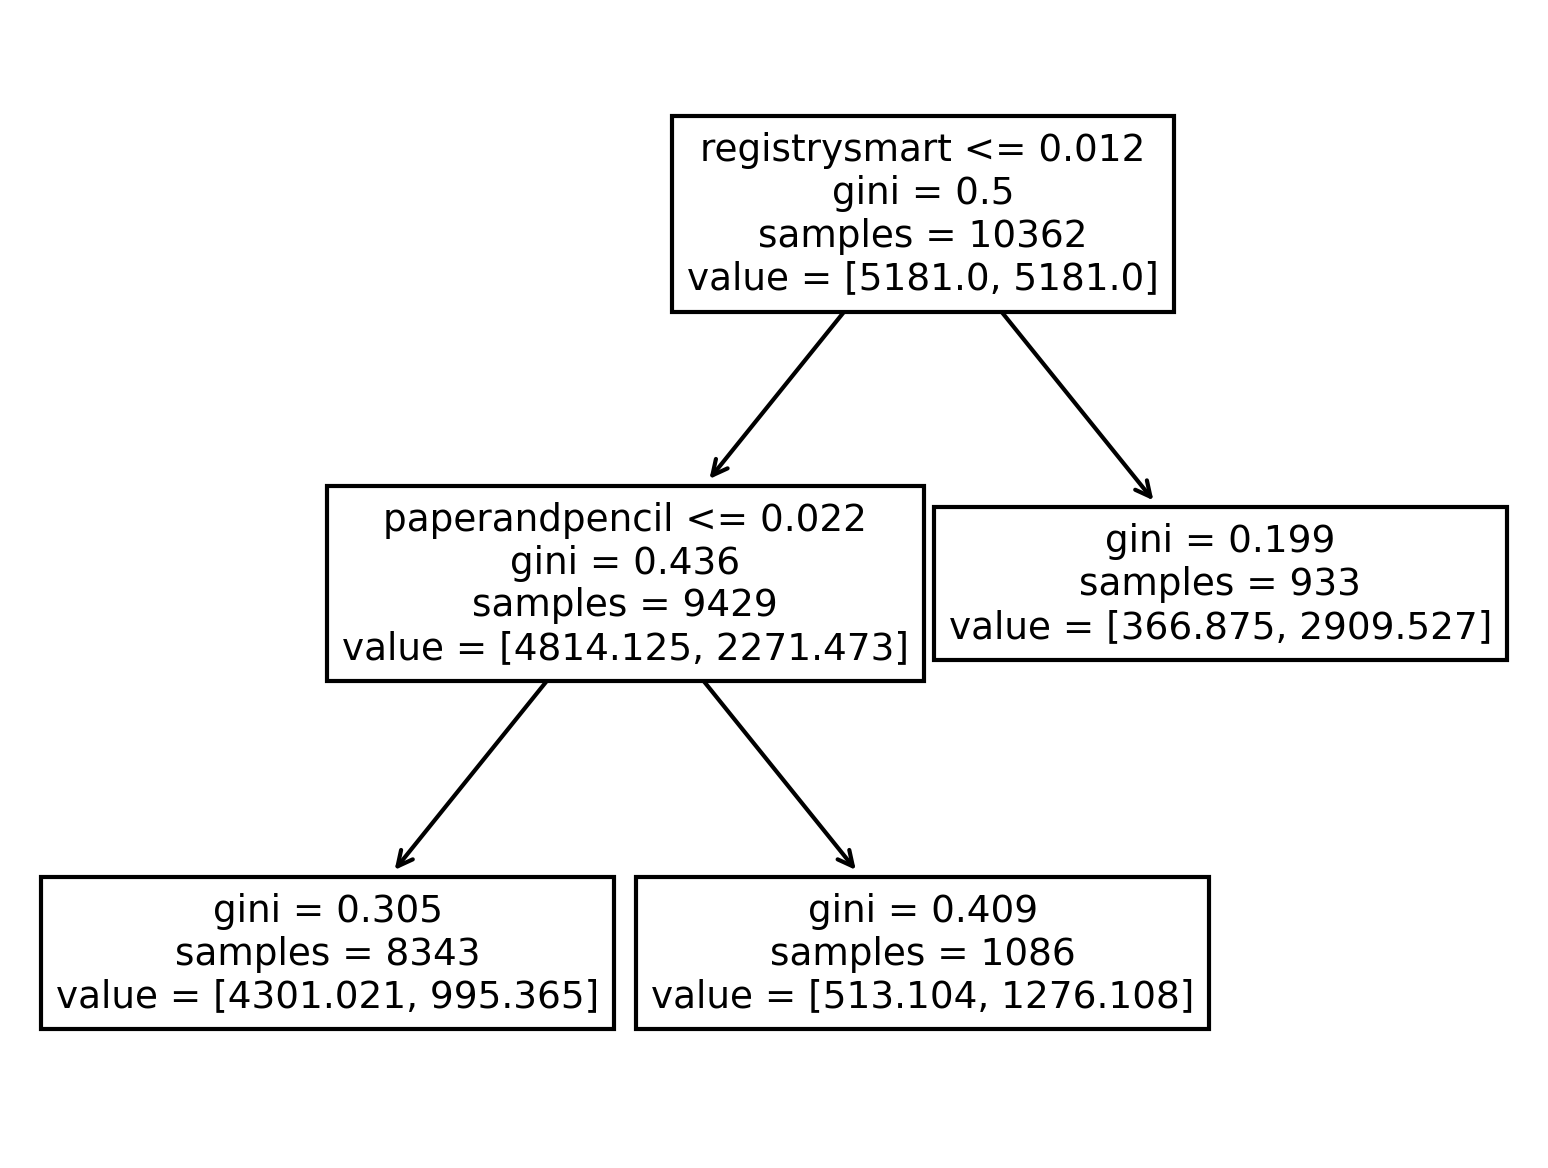 registrysmart <= 0.012
gini = 0.5
samples = 10362
value = [5181.0, 5181.0]
paperandpencil <= 0.022
gini = 0.436
samples = 9429
value = [4814.125, 2271.473]
gini = 0.199
samples = 933
value = [366.875, 2909.527]
gini = 0.305
samples = 8343
value = [4301.021, 995.365]
gini = 0.409
samples = 1086
value = [513.104, 1276.108]